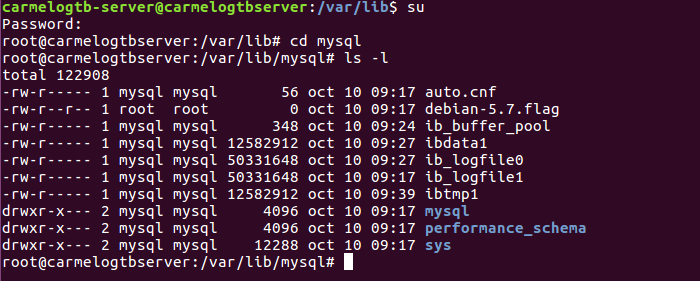 carmelogtb-server@carmelogtbserver:/var/lib$ su
Password:
root@carmelogtbserver:/var/lib# cd mysql
root@carmelogtbserver:/var/lib/mysql# ls -l
total 122908
-rw-r----- 1 mysql mysql       56 oct 10 09:17 auto.cnf
-rw-r--r-- 1 root  root         0 oct 10 09:17 debian-5.7.flag
-rw-r----- 1 mysql mysql      348 oct 10 09:24 ib_buffer_pool
-rw-r----- 1 mysql mysql 12582912 oct 10 09:27 ibdata1
-rw-r----- 1 mysql mysql 50331648 oct 10 09:27 ib_logfile0
-rw-r----- 1 mysql mysql 50331648 oct 10 09:17 ib_logfile1
-rw-r----- 1 mysql mysql 12582912 oct 10 09:39 ibtmp1
drwxr-x--- 2 mysql mysql     4096 oct 10 09:17 mysql
drwxr-x--- 2 mysql mysql     4096 oct 10 09:17 performance_schema
drwxr-x--- 2 mysql mysql    12288 oct 10 09:17 sys
root@carmelogtbserver:/var/lib/mysql#